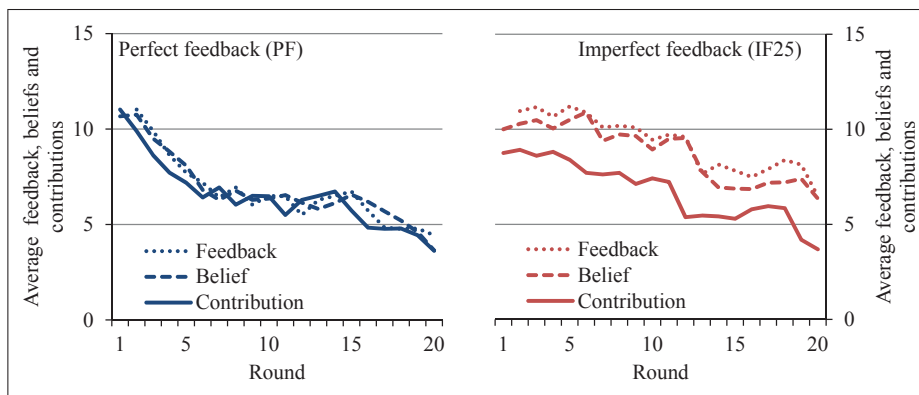 Perfect feedback (PF)
Average feedback, beliefs and
contributions
15
10
5
0
Feedback
Belief
Contribution
1
5
10
15
20
Round
Imperfect feedback (IF25)
Feedback
Belief
Contribution
1
5
10
15
20
Round
15
10
5
0
Average feedback, beliefs and
contributions